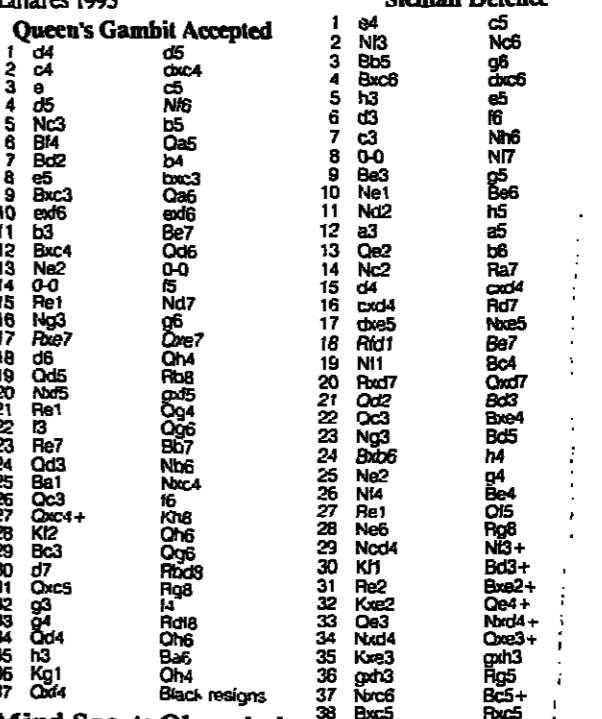 Linares 1993
Queen's Gambit Accepted
1 d4 d5
2 c4 dxc4
3 e c5
4 d5 Nf6
5 Nc3 b5
6 Bf4 Qa5
7 Bd2 b4
8 e5 bxc3
9 Bxc3 Qa6
10 exf6 exf6
11 b3 Be7
12 Bxc4 Qd6
13 Ne2 0-0
14 0-0 f5
15 Re1 Nd7
16 Ng3 g6
17 Rxe7 Qxe7
18 d6 Qh4
19 Qd5 Rb8
20 Nxf5 gxf5
21 Re1 Qg4
22 f3 Qg6
23 Re7 Bb7
24 Qd3 Nb6
25 Ba1 Nxc4
26 Qc3 f6
27 Qxc4+ Kh8
28 Kf2 Qh6
29 Bc3 Qg6
30 d7 Rbd8
31 Qxc5 Rg8
32 g3 f4
33 g4 Rdf8
34 Qd4 Qh6
35 h3 Ba6
36 Kg1 Qh4
37 Qxf4 Black resigns
Sicilian Defence
1 e4 c5
2 Nf3 Nc6
3 Bb5 g6
4 Bxc6 dxc6
5 h3 e5
6 d3 f6
7 c3 Nh6
8 0-0 Nf7
9 Be3 g5
10 Ne1 Be6
11 Nd2 h5
12 a3 a5
13 Qe2 b6
14 Nc2 Ra7
15 d4 cxd4
16 cxd4 Rd7
17 dxe5 Nxe5
18 Rfd1 Be7
19 Nf1 Bc4
20 Rxd7 Qxd7
21 Qd2 Bd3
22 Qc3 Bxe4
23 Ng3 Bd5
24 Bxb6 h4
25 Ne2 g4
26 Nf4 Be4
27 Re1 Qf5
28 Ne6 Rg8
29 Ncd4 Nf3+
30 Kf1 Bd3+
31 Re2 Bxe2+
32 Kxe2 Qe4+
33 Qe3 Nxd4+
34 Nxd4 Qxe3+
35 Kxe3 gxh3
36 gxh3 Rg5
37 Nxc6 Bc5+
38 Bxc5 Rxc5